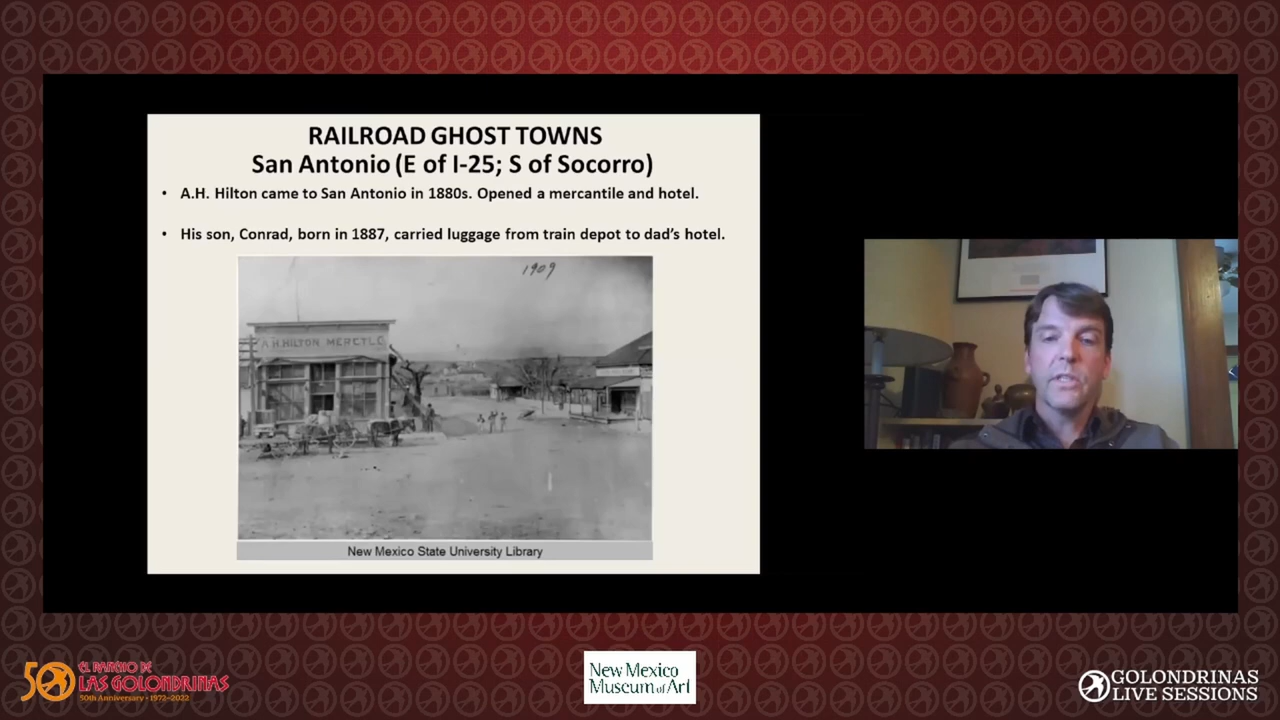 RAILROAD GHOST TOWNS
San Antonio (E of I-25; S of Socorro)
• A.H. Hilton came to San Antonio in 1880s. Opened a mercantile and hotel.
• His son, Conrad, born in 1887, carried luggage from train depot to dad's hotel.
1909
A.H.HILTON MERCTLC
New Mexico State University Library
50 EL RANCHO DE
LAS GOLONDRINAS
50th Anniversary • 1972-2022
New Mexico
Museum of Art
GOLONDRINAS
LIVE SESSIONS